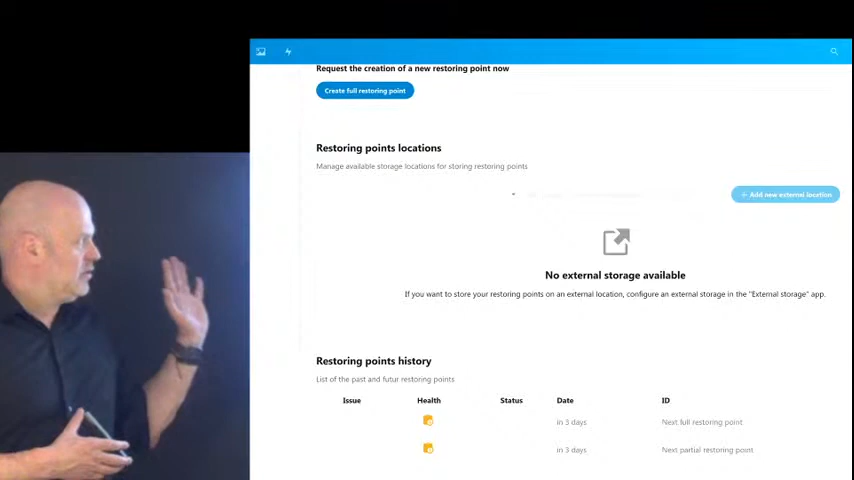 Request the creation of a new restoring point now
Create full restoring point
Restoring points locations
Manage available storage locations for storing restoring points
+ Add new external location
No external storage available
If you want to store your restoring points on an external location, configure an external storage in the "External storage" app.
Restoring points history
List of the past and futur restoring points
Issue Health Status Date ID
in 3 days Next full restoring point
in 3 days Next partial restoring point